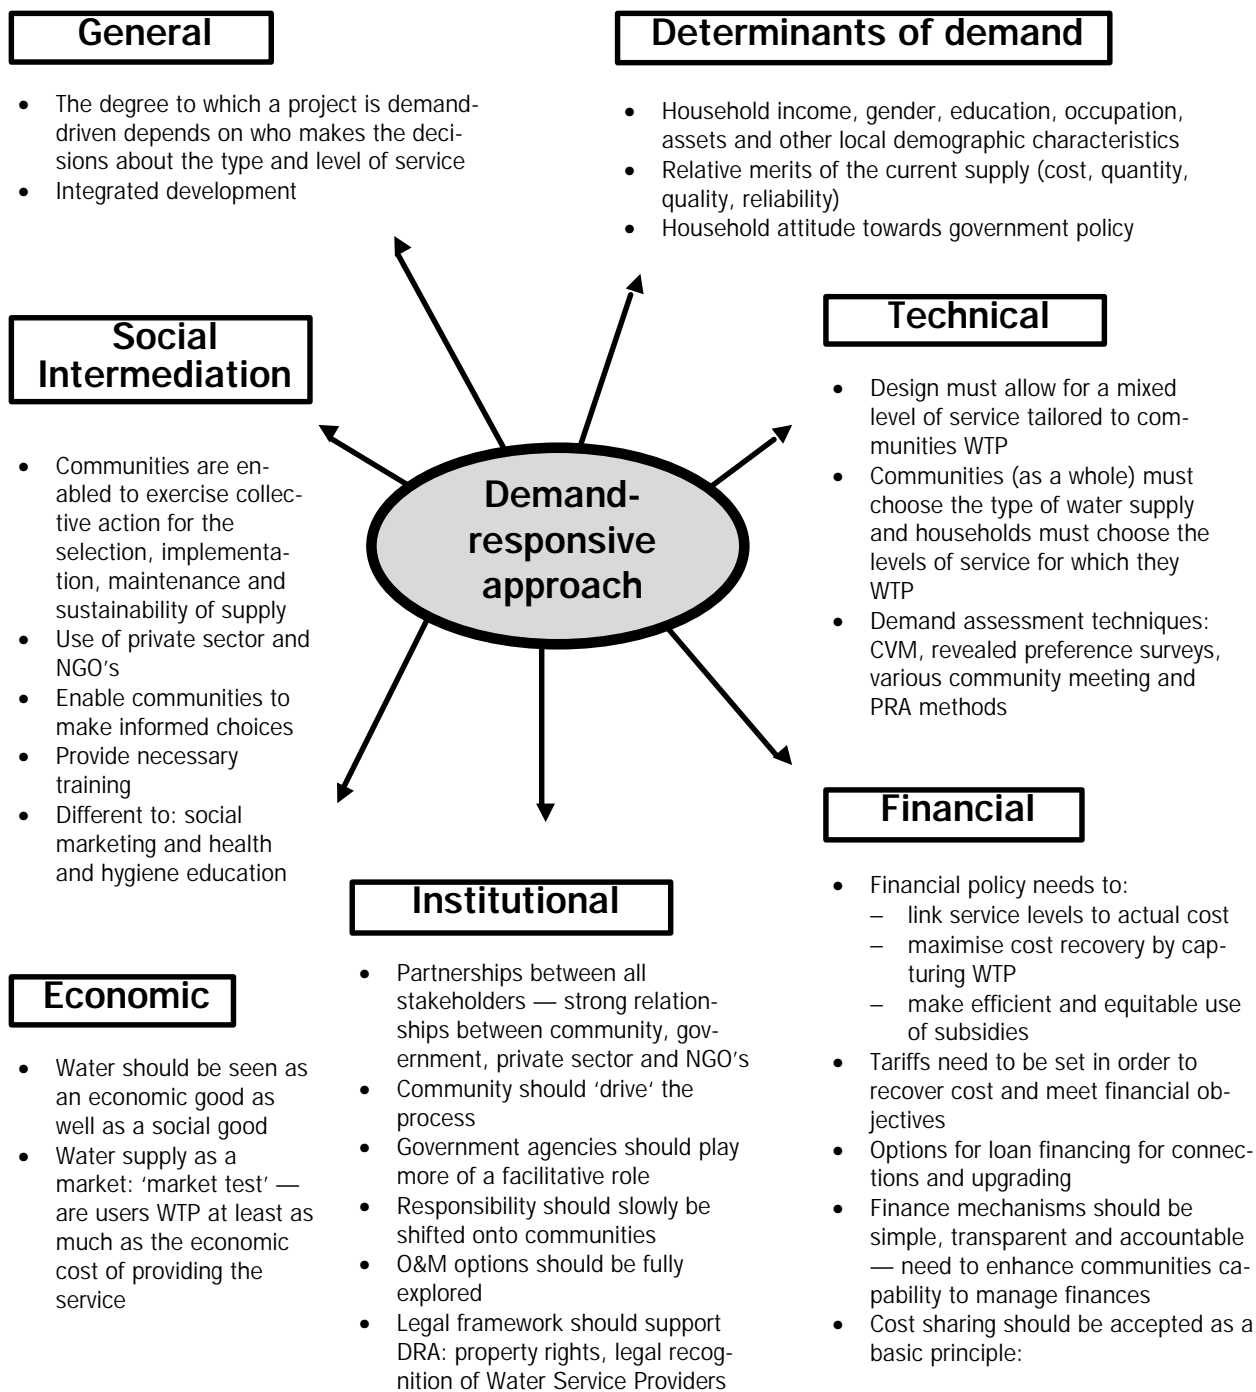 General
• The degree to which a project is demand-
driven depends on who makes the deci-
sions about the type and level of service
• Integrated development
Determinants of demand
• Household income, gender, education, occupation,
assets and other local demographic characteristics
• Relative merits of the current supply (cost, quantity,
quality, reliability)
• Household attitude towards government policy
Social
Intermediation
• Communities are en-
abled to exercise collec-
tive action for the
selection, implementa-
tion, maintenance and
sustainability of supply
• Use of private sector and
NGO's
• Enable communities to
make informed choices
• Provide necessary
training
• Different to: social
marketing and health
and hygiene education
Demand-
responsive
approach
Technical
• Design must allow for a mixed
level of service tailored to com-
munities WTP
• Communities (as a whole) must
choose the type of water supply
and households must choose the
levels of service for which they
WTP
• Demand assessment techniques:
CVM, revealed preference surveys,
various community meeting and
PRA methods
Economic
• Water should be seen as
an economic good as
well as a social good
• Water supply as a
market: 'market test' —
are users WTP at least as
much as the economic
cost of providing the
service
Institutional
• Partnerships between all
stakeholders — strong relation-
ships between community, gov-
ernment, private sector and NGO's
• Community should 'drive' the
process
• Government agencies should play
more of a facilitative role
• Responsibility should slowly be
shifted onto communities
• O&M options should be fully
explored
• Legal framework should support
DRA: property rights, legal recog-
nition of Water Service Providers
Financial
• Financial policy needs to:
– link service levels to actual cost
– maximise cost recovery by cap-
turing WTP
– make efficient and equitable use
of subsidies
• Tariffs need to be set in order to
recover cost and meet financial ob-
jectives
• Options for loan financing for connec-
tions and upgrading
• Finance mechanisms should be
simple, transparent and accountable
— need to enhance communities ca-
pability to manage finances
• Cost sharing should be accepted as a
basic principle: